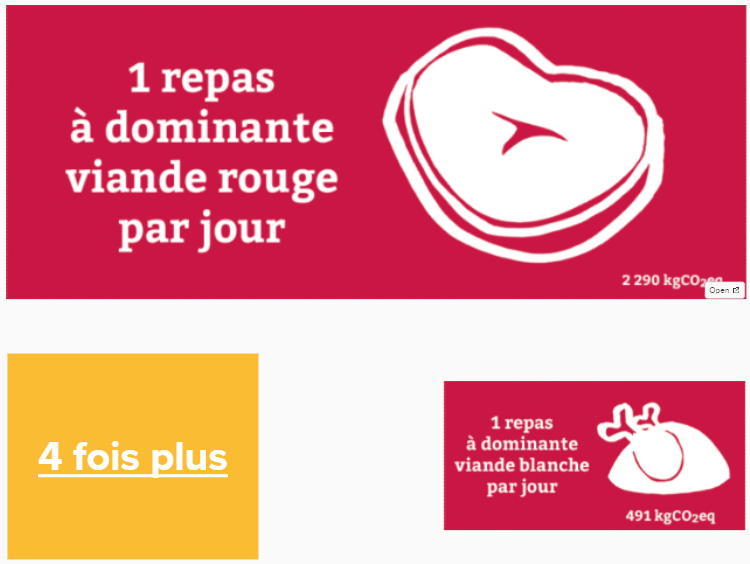 1 repas
à dominante
viande rouge
par jour
2 290 kgCO2eq
Open
4 fois plus
1 repas
à dominante
viande blanche
par jour
491 kgCO2eq